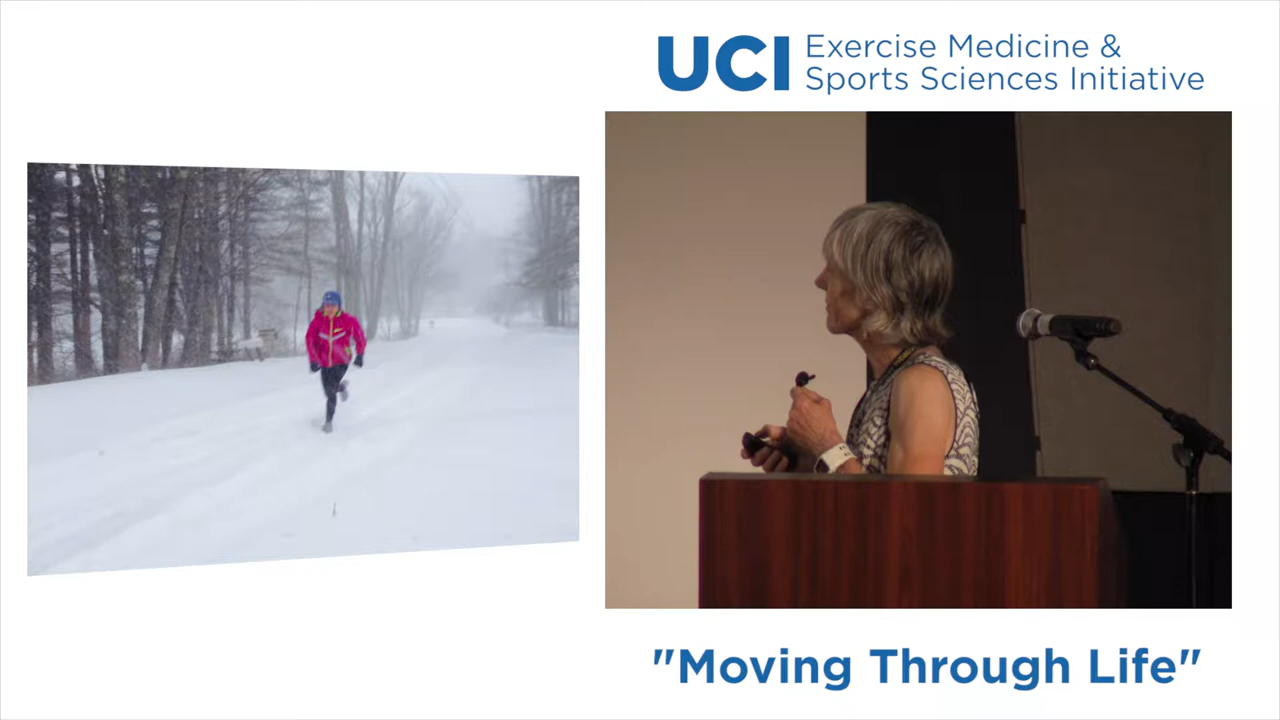 UCI Exercise Medicine &
Sports Sciences Initiative
"Moving Through Life"